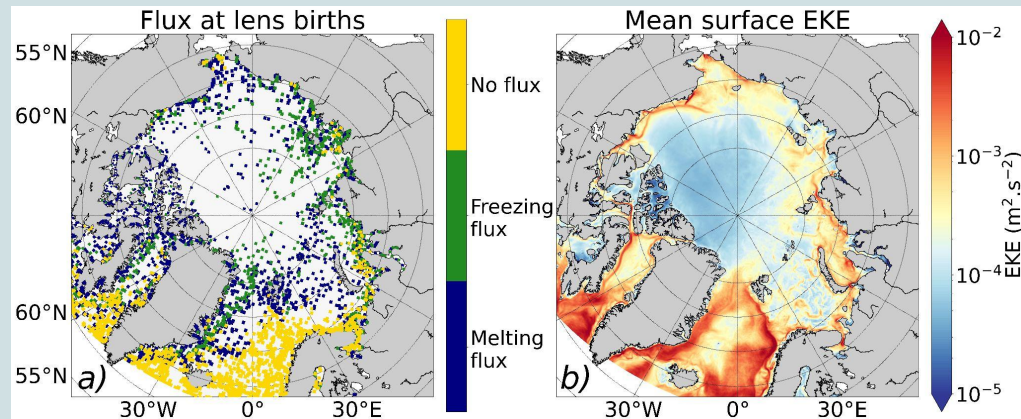 Flux at lens births
55°N
60°N
60°N
55°N
30°W
0°
30°E
a)
No flux
Freezing
flux
Melting
flux
Mean surface EKE
30°W
0°
30°E
b)
10⁻²
10⁻³
10⁻⁴
10⁻⁵
EKE (m².s⁻²)